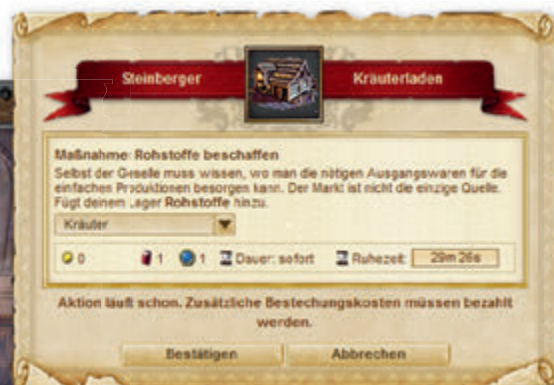 Steinberger
Kräuterladen
Maßnahme: Rohstoffe beschaffen
Selbst der Geselle muss wissen, wo man die nötigen Ausgangswaren für die
einfachen Produktionen besorgen kann. Der Markt ist nicht die einzige Quelle.
Fügt deinem Lager Rohstoffe hinzu.
Kräuter
0 1 1 Dauer: sofort Ruhezeit: 29m 26s
Aktion läuft schon. Zusätzliche Bestechungskosten müssen bezahlt
werden.
Bestätigen Abbrechen